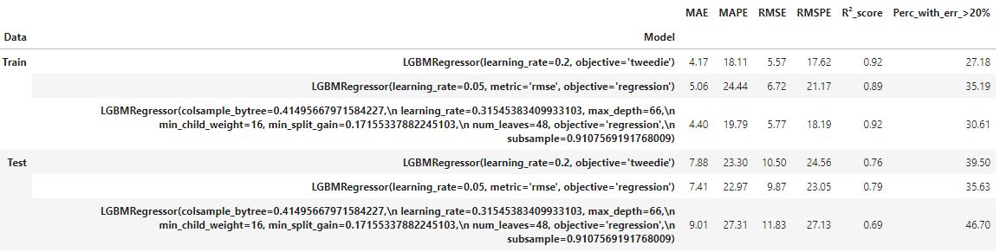 MAE MAPE RMSE RMSPE R²_score Perc_with_err_>20%
Data Model
Train LGBMRegressor(learning_rate=0.2, objective='tweedie') 4.17 18.11 5.57 17.62 0.92 27.18
LGBMRegressor(learning_rate=0.05, metric='rmse', objective='regression') 5.06 24.44 6.72 21.17 0.89 35.19
LGBMRegressor(colsample_bytree=0.41495667971584227,\n learning_rate=0.31545383409933103, max_depth=66,\n
min_child_weight=16, min_split_gain=0.17155337882245103,\n num_leaves=48, objective='regression',\n 4.40 19.79 5.77 18.19 0.92 30.61
subsample=0.9107569191768009)
Test LGBMRegressor(learning_rate=0.2, objective='tweedie') 7.88 23.30 10.50 24.56 0.76 39.50
LGBMRegressor(learning_rate=0.05, metric='rmse', objective='regression') 7.41 22.97 9.87 23.05 0.79 35.63
LGBMRegressor(colsample_bytree=0.41495667971584227,\n learning_rate=0.31545383409933103, max_depth=66,\n
min_child_weight=16, min_split_gain=0.17155337882245103,\n num_leaves=48, objective='regression',\n 9.01 27.31 11.83 27.13 0.69 46.70
subsample=0.9107569191768009)